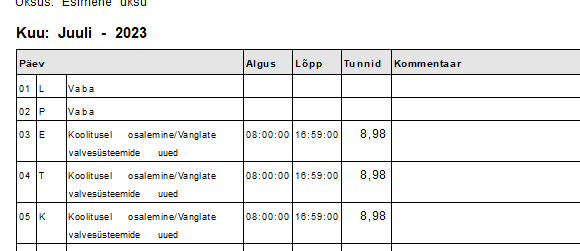 Üksus: Esimene üksu
Kuu: Juuli - 2023
Päev Algus Lõpp Tunnid Kommentaar
01 L Vaba
02 P Vaba
03 E Koolitusel osalemine/Vanglate 08:00:00 16:59:00 8,98
valvesüsteemide uued
04 T Koolitusel osalemine/Vanglate 08:00:00 16:59:00 8,98
valvesüsteemide uued
05 K Koolitusel osalemine/Vanglate 08:00:00 16:59:00 8,98
valvesüsteemide uued